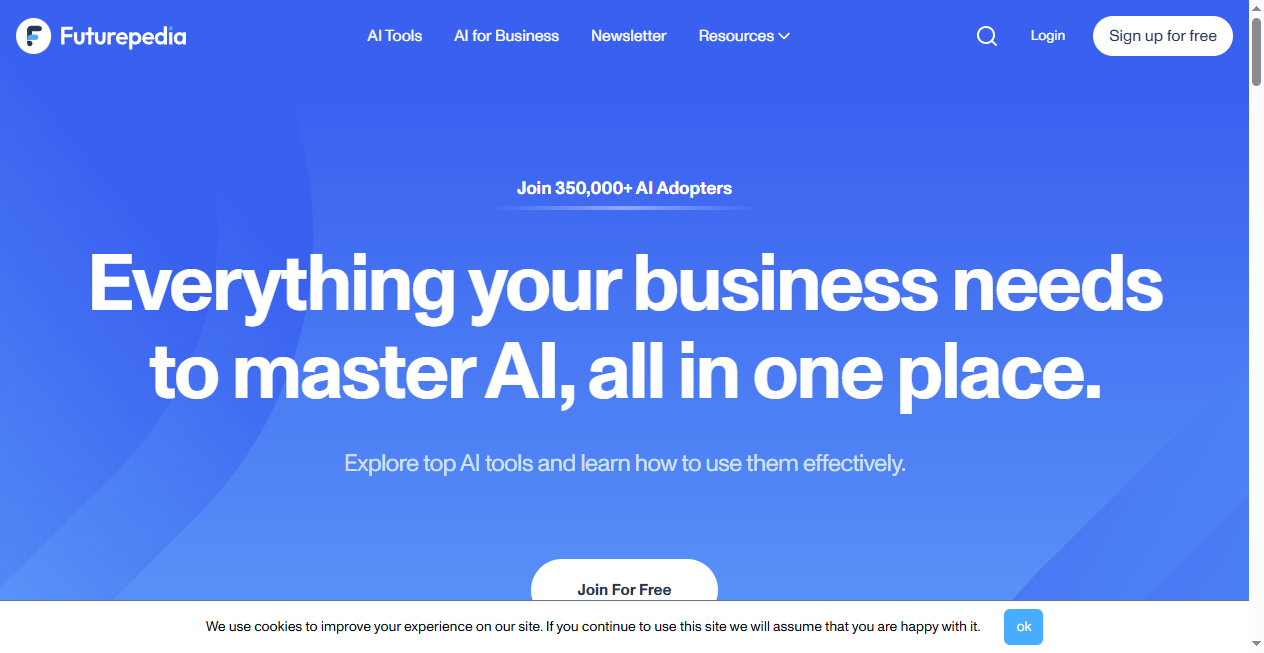 Futurepedia
AI Tools
AI for Business
Newsletter
Resources
Login
Sign up for free
Join 350,000+ AI Adopters
Everything your business needs
to master AI, all in one place.
Explore top AI tools and learn how to use them effectively.
Join For Free
We use cookies to improve your experience on our site. If you continue to use this site we will assume that you are happy with it.
ok